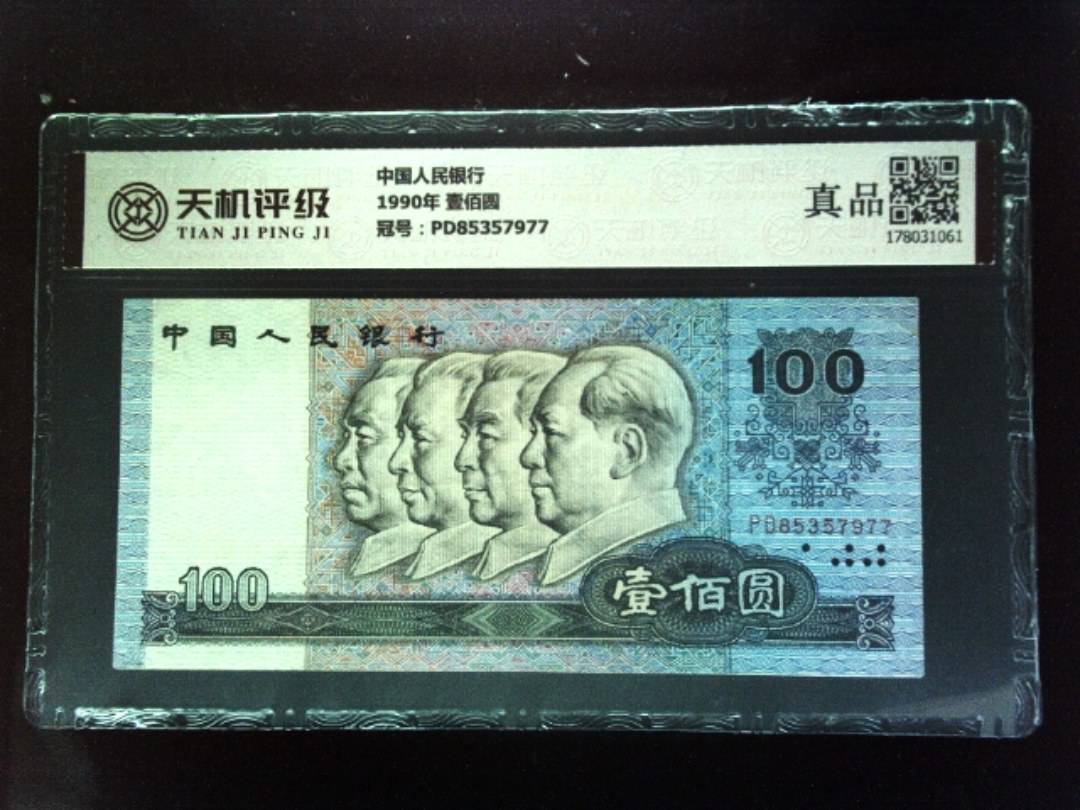 天机评级
TIAN JI PING JI
中国人民银行
1990年 壹佰圆
冠号：PD85357977
真品
178031061
中国人民银行
100
PD85357977
100
壹佰圆